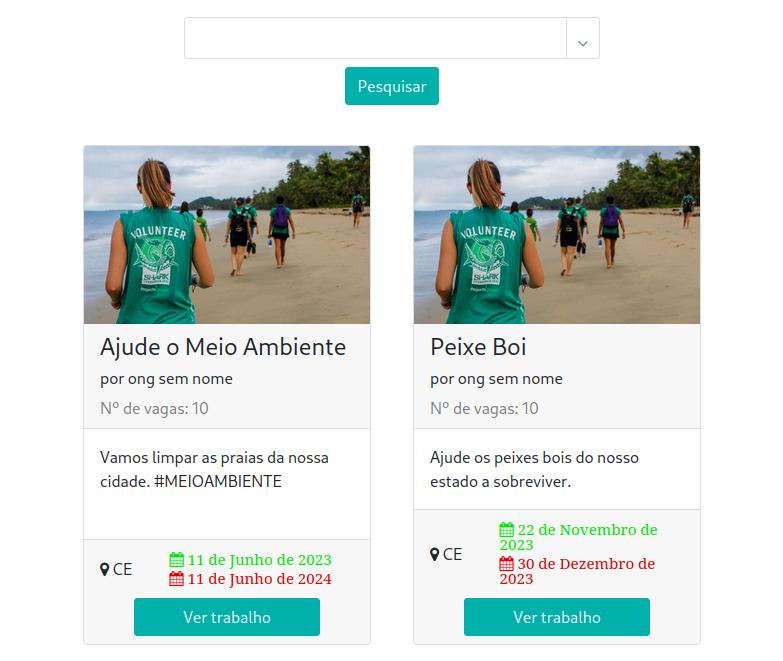 Pesquisar
VOLUNTEER
SHARK
Ajude o Meio Ambiente
por ong sem nome
Nº de vagas: 10
Vamos limpar as praias da nossa
cidade. #MEIOAMBIENTE
CE
11 de Junho de 2023
11 de Junho de 2024
Ver trabalho
VOLUNTEER
SHARK
Peixe Boi
por ong sem nome
Nº de vagas: 10
Ajude os peixes bois do nosso
estado a sobreviver.
CE
22 de Novembro de
2023
30 de Dezembro de
2023
Ver trabalho